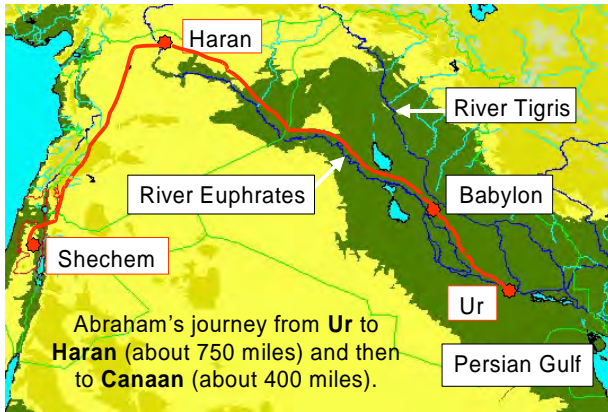 Haran
River Tigris
River Euphrates
Babylon
Shechem
Ur
Abraham's journey from Ur to
Haran (about 750 miles) and then
to Canaan (about 400 miles).
Persian Gulf